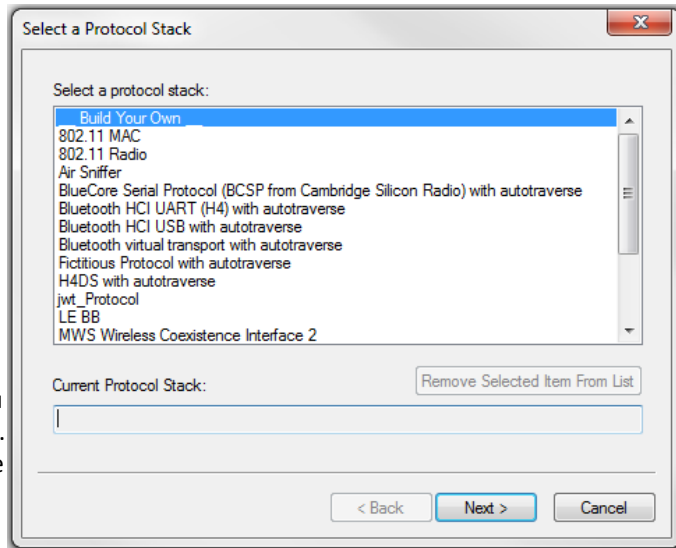 Select a Protocol Stack
Select a protocol stack:
__ Build Your Own __
802.11 MAC
802.11 Radio
Air Sniffer
BlueCore Serial Protocol (BCSP from Cambridge Silicon Radio) with autotraverse
Bluetooth HCI UART (H4) with autotraverse
Bluetooth HCI USB with autotraverse
Bluetooth virtual transport with autotraverse
Fictitious Protocol with autotraverse
H4DS with autotraverse
jwt_Protocol
LE BB
MWS Wireless Coexistence Interface 2
Current Protocol Stack:
Remove Selected Item From List
< Back
Next >
Cancel